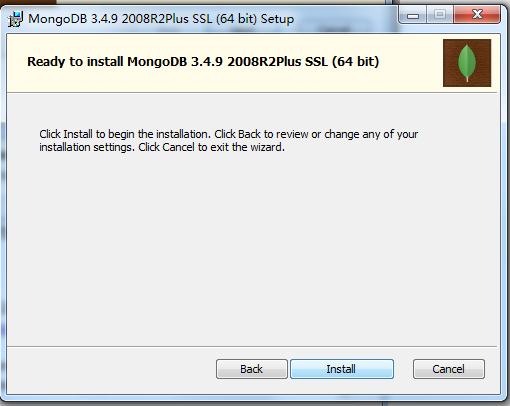 MongoDB 3.4.9 2008R2Plus SSL (64 bit) Setup
Ready to install MongoDB 3.4.9 2008R2Plus SSL (64 bit)
Click Install to begin the installation. Click Back to review or change any of your
installation settings. Click Cancel to exit the wizard.
Back Install Cancel